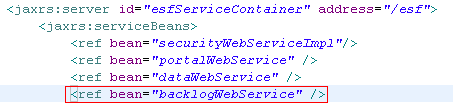 <jaxrs:server id="esfServiceContainer" address="/esf">
<jaxrs:serviceBeans>
<ref bean="securityWebServiceImpl"/>
<ref bean="portalWebService" />
<ref bean="dataWebService" />
<ref bean="backlogWebService" />